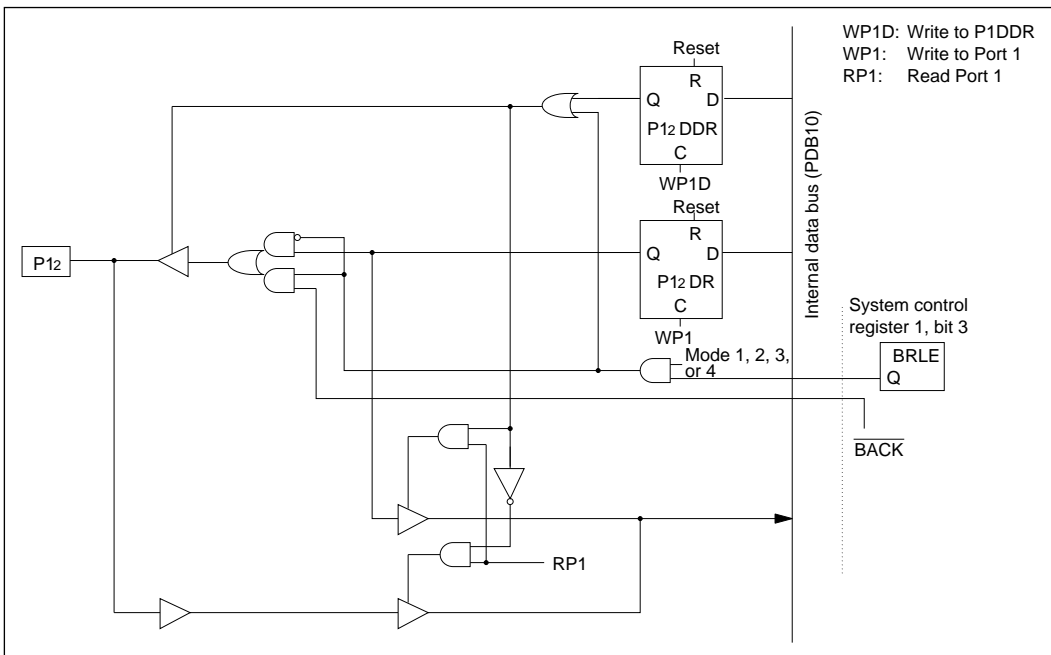 WP1D: Write to P1DDR
WP1: Write to Port 1
RP1: Read Port 1
Reset
R
Q
D
P1₂ DDR
C
WP1D
Reset
R
Q
D
P1₂ DR
C
WP1
Internal data bus (PDB10)
P1₂
System control
register 1, bit 3
BRLE
Q
Mode 1, 2, 3,
or 4
B̅A̅C̅K̅
RP1